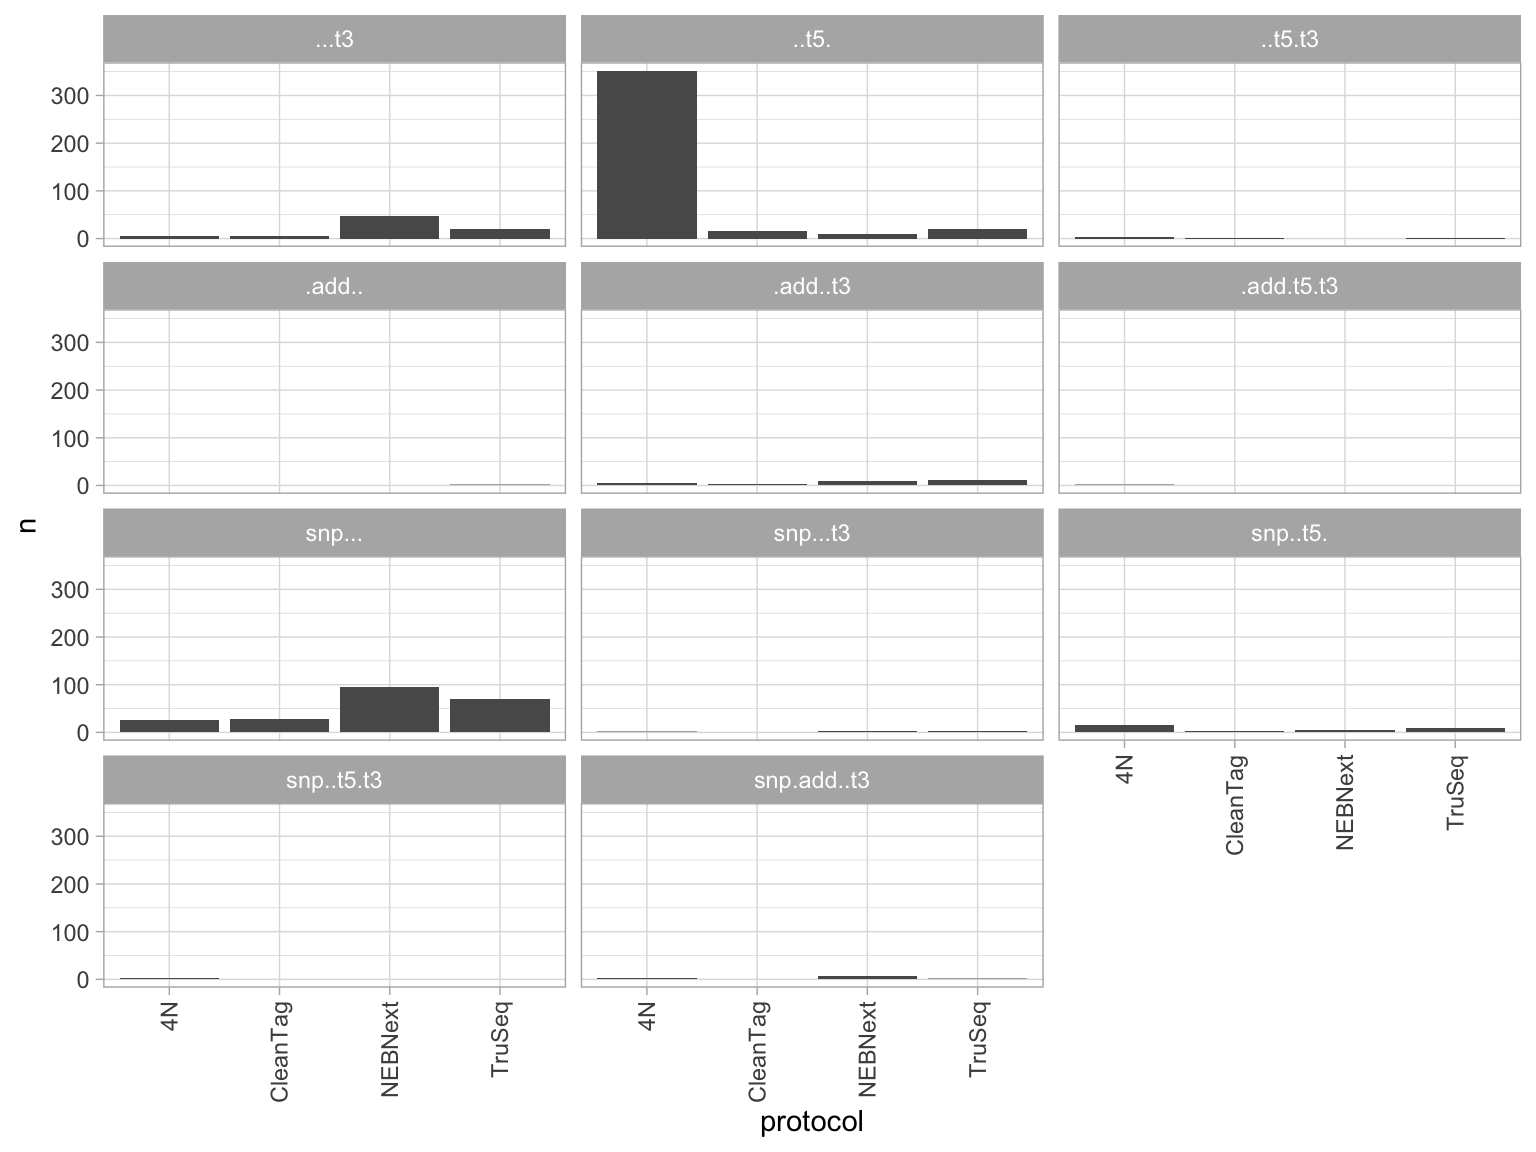 ...t3
..t5.
..t5.t3
300
200
100
0
.add..
.add..t3
.add.t5.t3
300
200
100
0
n
snp...
snp...t3
snp..t5.
300
200
100
0
4N
CleanTag
NEBNext
TruSeq
snp..t5.t3
snp.add..t3
300
200
100
0
4N
CleanTag
NEBNext
TruSeq
4N
CleanTag
NEBNext
TruSeq
protocol